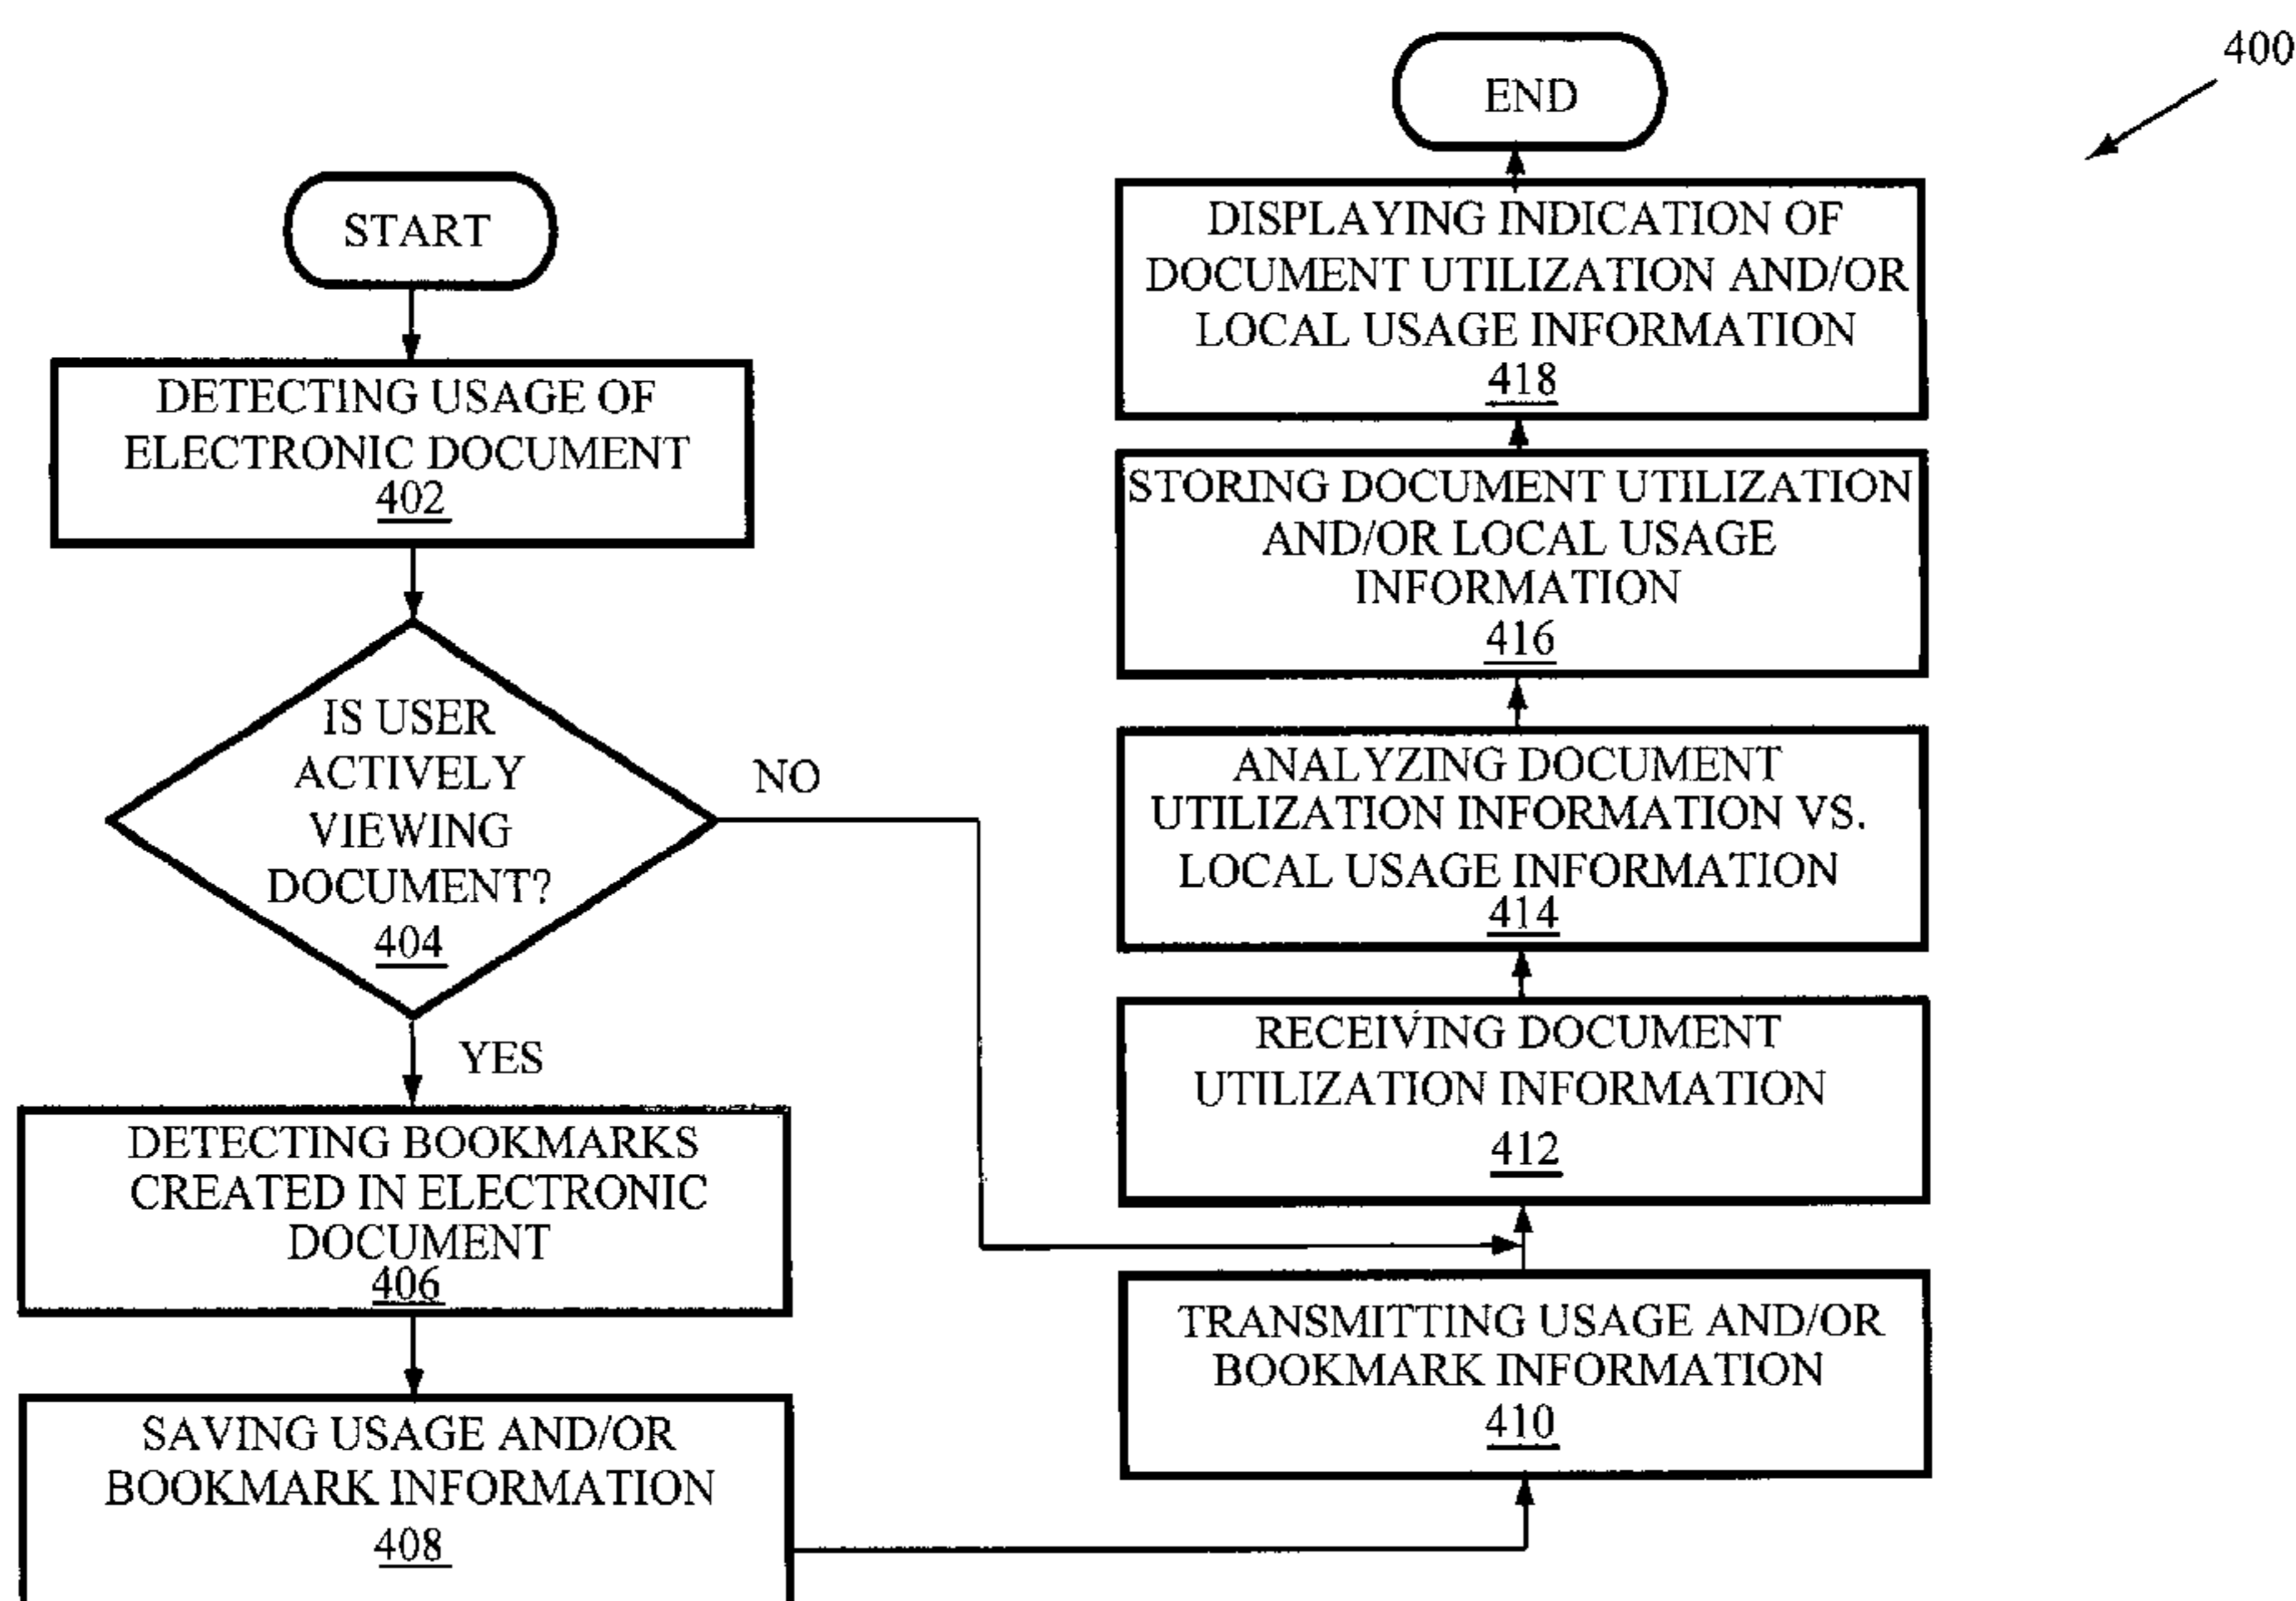 400
START
DETECTING USAGE OF
ELECTRONIC DOCUMENT
402
IS USER
ACTIVELY
VIEWING
DOCUMENT?
404
NO
YES
DETECTING BOOKMARKS
CREATED IN ELECTRONIC
DOCUMENT
406
SAVING USAGE AND/OR
BOOKMARK INFORMATION
408
TRANSMITTING USAGE AND/OR
BOOKMARK INFORMATION
410
RECEIVING DOCUMENT
UTILIZATION INFORMATION
412
ANALYZING DOCUMENT
UTILIZATION INFORMATION VS.
LOCAL USAGE INFORMATION
414
STORING DOCUMENT UTILIZATION
AND/OR LOCAL USAGE
INFORMATION
416
DISPLAYING INDICATION OF
DOCUMENT UTILIZATION AND/OR
LOCAL USAGE INFORMATION
418
END